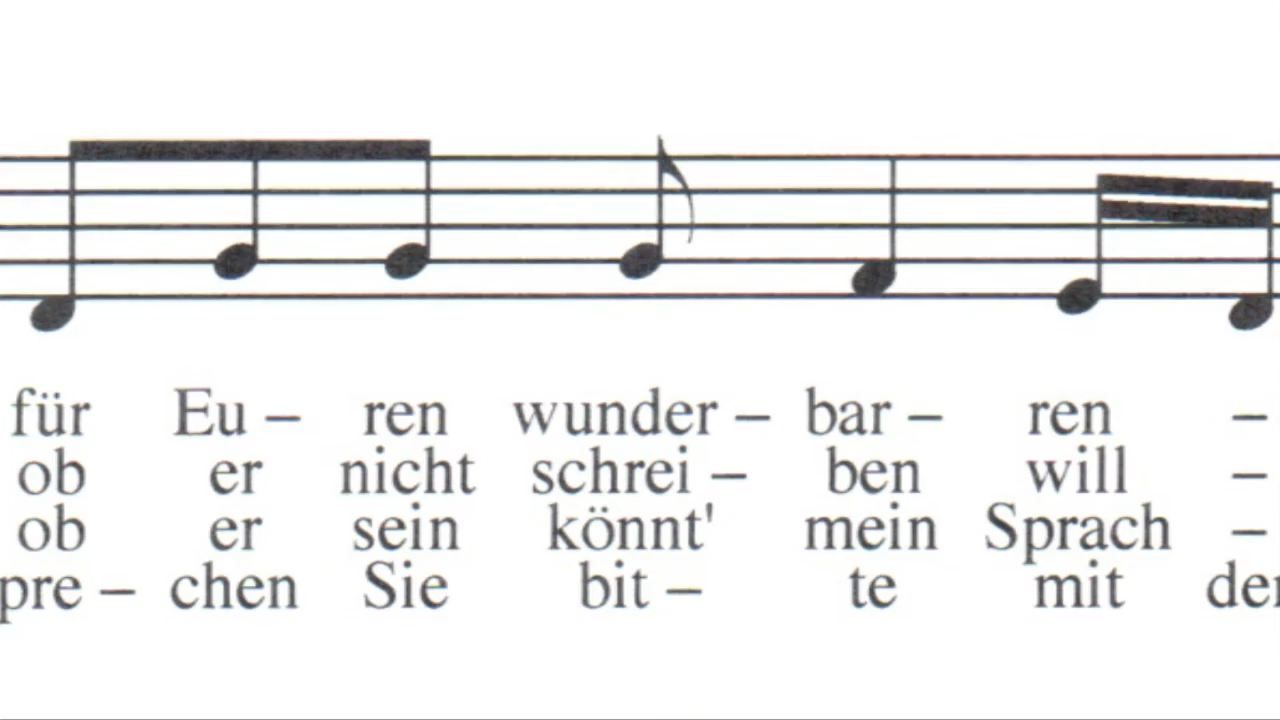 für Eu – ren wunder – bar – ren –
ob er nicht schrei – ben will –
ob er sein könnt' mein Sprach –
pre – chen Sie bit – te mit